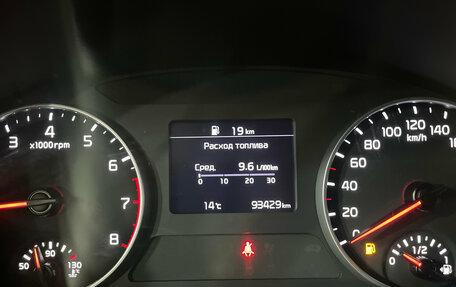 19 km
Расход топлива
Сред. 9.6 L/100km
0 10 20 30
14°C 93429 km
3 4 5 6 7 8
x1000rpm
50 90 130
°C
0 20 40 60 80 100 120 140
km/h
0 1/2